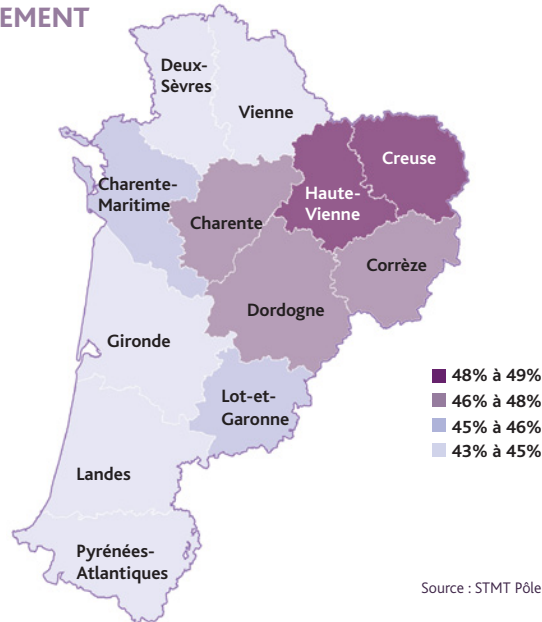 EMENT
Deux-
Sèvres
Vienne
Creuse
Charente-
Maritime
Haute-
Vienne
Charente
Corrèze
Dordogne
Gironde
48% à 49%
46% à 48%
45% à 46%
43% à 45%
Lot-et-
Garonne
Landes
Pyrénées-
Atlantiques
Source : STMT Pôle